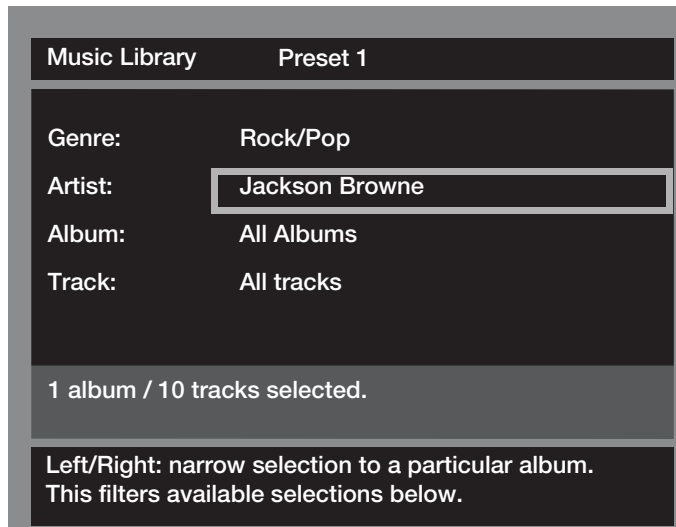 Music Library Preset 1
Genre: Rock/Pop
Artist: Jackson Browne
Album: All Albums
Track: All tracks
1 album / 10 tracks selected.
Left/Right: narrow selection to a particular album.
This filters available selections below.